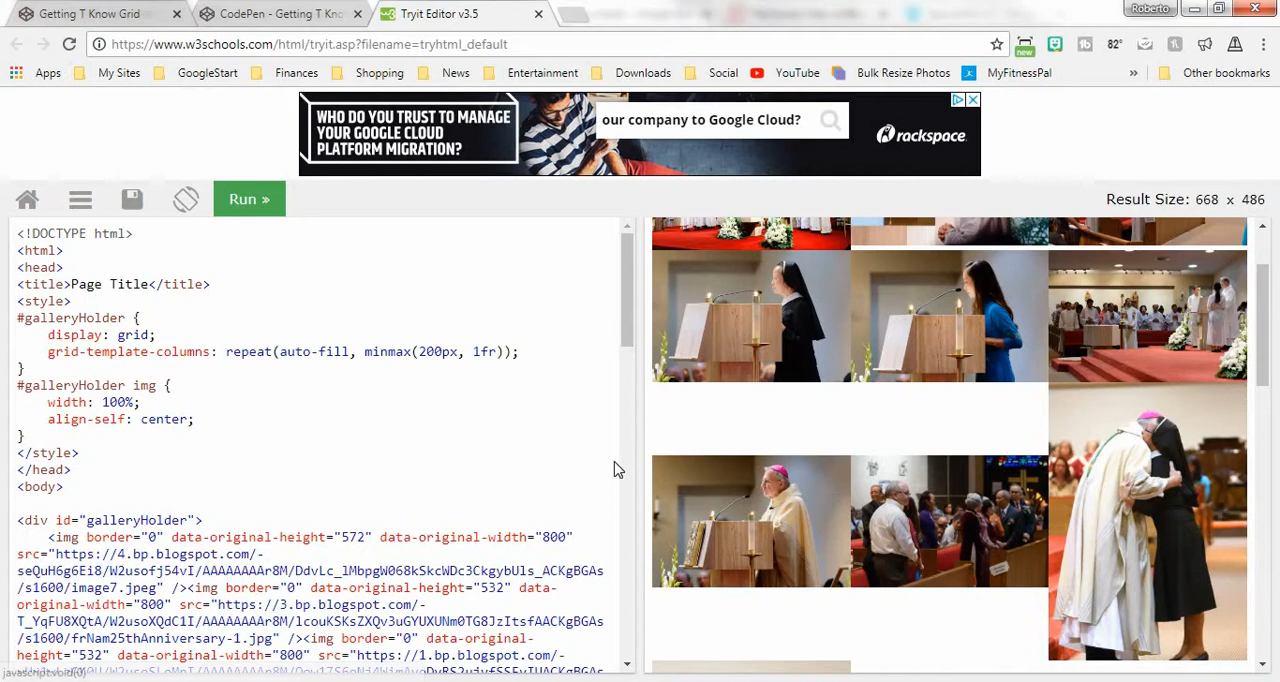 Getting T Know Grid
CodePen - Getting T Know
Tryit Editor v3.5
Roberto
https://www.w3schools.com/html/tryit.asp?filename=tryhtml_default
new
82°
Apps
My Sites
GoogleStart
Finances
Shopping
News
Entertainment
Downloads
Social
YouTube
Bulk Resize Photos
MyFitnessPal
»
Other bookmarks
WHO DO YOU TRUST TO MANAGE
YOUR GOOGLE CLOUD
PLATFORM MIGRATION?
our company to Google Cloud?
rackspace
Run »
Result Size: 668 x 486
<!DOCTYPE html>
<html>
<head>
<title>Page Title</title>
<style>
#galleryHolder {
display: grid;
grid-template-columns: repeat(auto-fill, minmax(200px, 1fr));
}
#galleryHolder img {
width: 100%;
align-self: center;
}
</style>
</head>
<body>
<div id="galleryHolder">
<img border="0" data-original-height="572" data-original-width="800"
src="https://4.bp.blogspot.com/-
seQuH6g6Ei8/W2usofj54vI/AAAAAAAAr8M/DdvLc_lMbpgW068kSkcWDc3CkgybUls_ACKgBGAs
/s1600/image7.jpeg" /><img border="0" data-original-height="532" data-
original-width="800" src="https://3.bp.blogspot.com/-
T_YqFU8XQtA/W2usoXQdC1I/AAAAAAAAr8M/lcouKSKsZXQv3uGYUXUNm0TG8JzItsfAACKgBGAs
/s1600/frNam25thAnniversary-1.jpg" /><img border="0" data-original-
height="532" data-original-width="800" src="https://1.bp.blogspot.com/-
javascript:void(0)